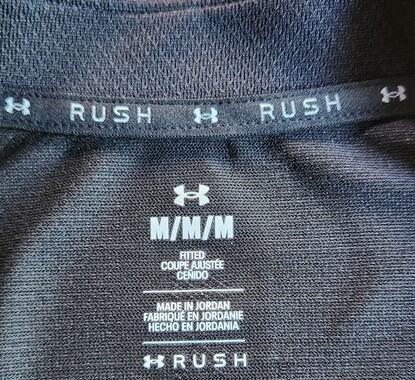 RUSH RUSH
M/M/M
FITTED
COUPE AJUSTÉE
CEÑIDO
MADE IN JORDAN
FABRIQUÉ EN JORDANIE
HECHO EN JORDANIA
RUSH